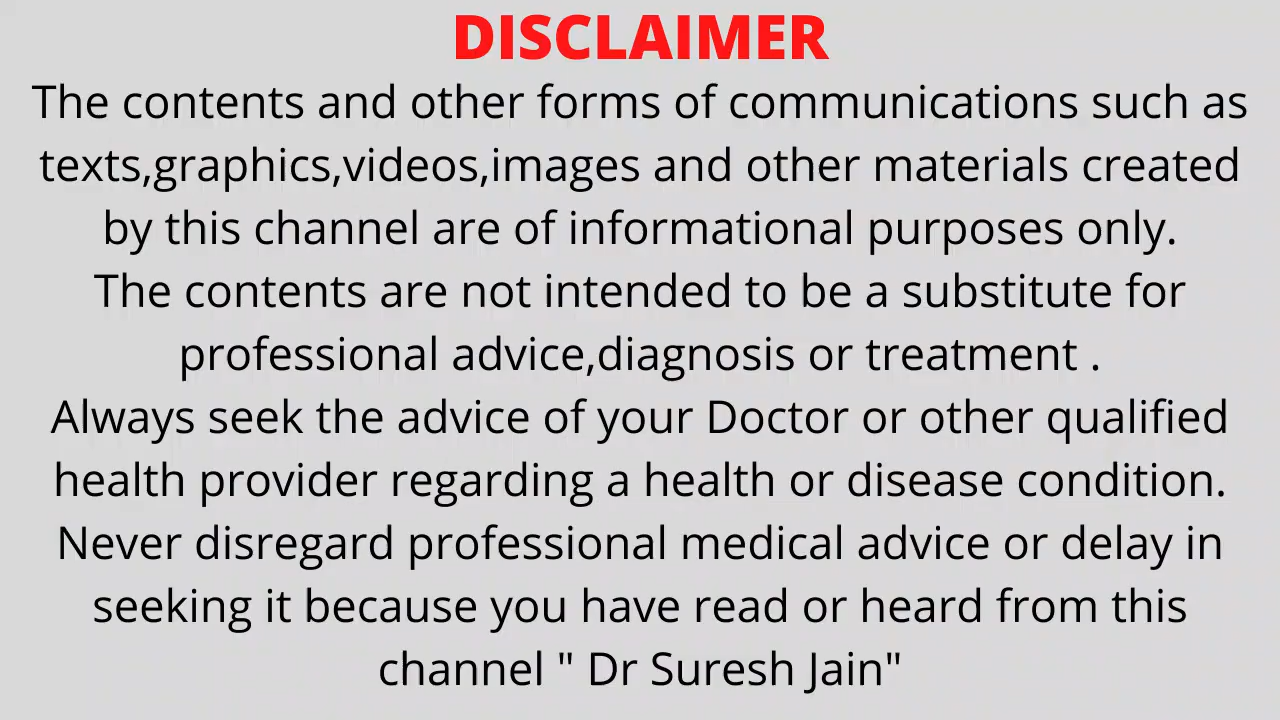 DISCLAIMER
The contents and other forms of communications such as
texts,graphics,videos,images and other materials created
by this channel are of informational purposes only.
The contents are not intended to be a substitute for
professional advice,diagnosis or treatment .
Always seek the advice of your Doctor or other qualified
health provider regarding a health or disease condition.
Never disregard professional medical advice or delay in
seeking it because you have read or heard from this
channel " Dr Suresh Jain"